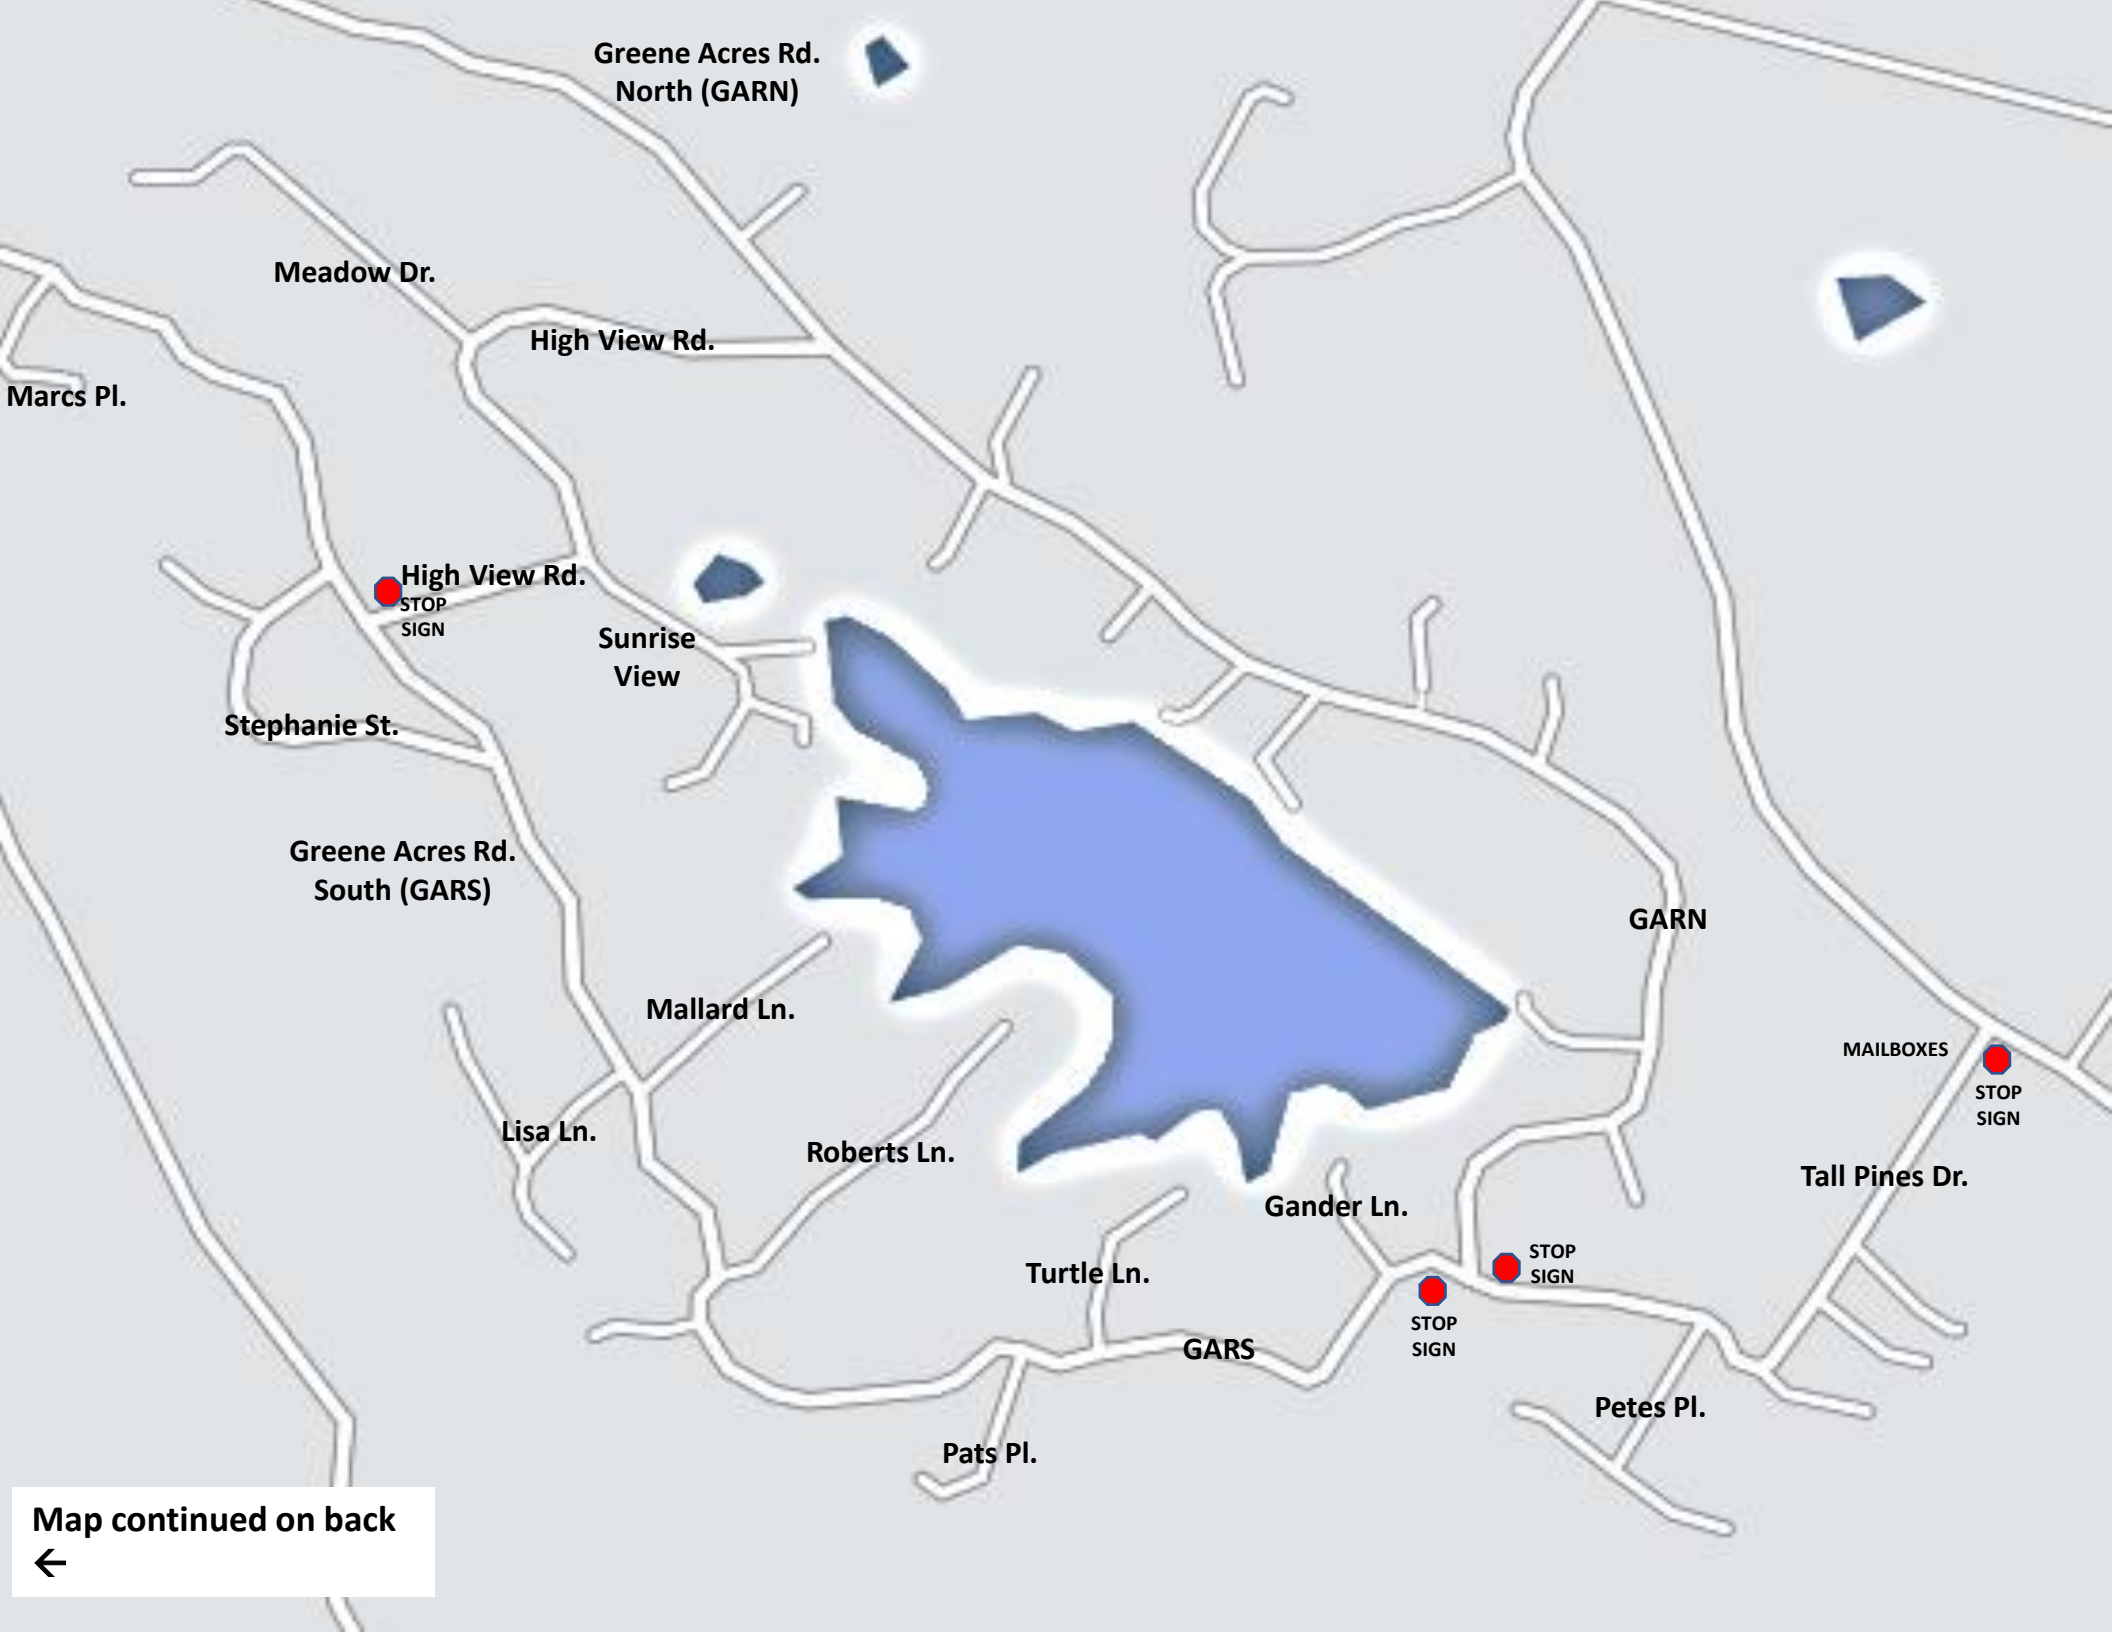 Greene Acres Rd.
North (GARN)
Meadow Dr.
High View Rd.
Marcs Pl.
High View Rd.
STOP
SIGN
Sunrise
View
Stephanie St.
Greene Acres Rd.
South (GARS)
GARN
Mallard Ln.
MAILBOXES
STOP
SIGN
Lisa Ln.
Roberts Ln.
Tall Pines Dr.
Gander Ln.
Turtle Ln.
STOP
SIGN
STOP
SIGN
GARS
Petes Pl.
Pats Pl.
Map continued on back
←